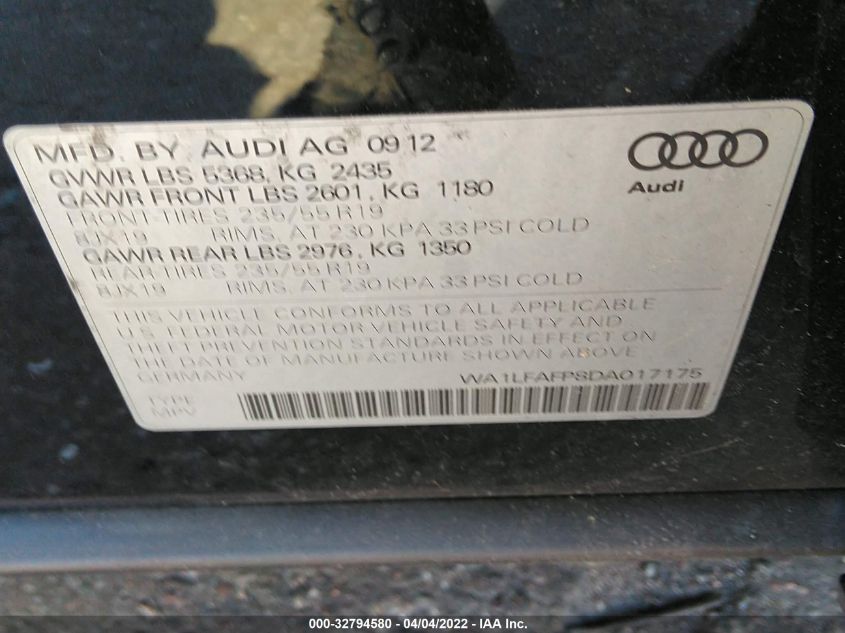 MFD. BY. AUDI AG 09 12
GVWR LBS 5368, KG 2435
GAWR FRONT LBS 2601, KG 1180
FRONT-TIRES 235/55 R19
8JX19 RIMS, AT 230 KPA 33 PSI COLD
GAWR REAR LBS 2976, KG 1350
REAR-TIRES 235/55 R19
8JX19 RIMS, AT 230 KPA 33 PSI COLD
Audi
THIS VEHICLE CONFORMS TO ALL APPLICABLE
U.S. FEDERAL MOTOR VEHICLE SAFETY AND
THEFT PREVENTION STANDARDS IN EFFECT ON
THE DATE OF MANUFACTURE SHOWN ABOVE.
GERMANY WA1LFAFP8DA017175
TYPE
MPV
000-32794580 - 04/04/2022 - IAA Inc.